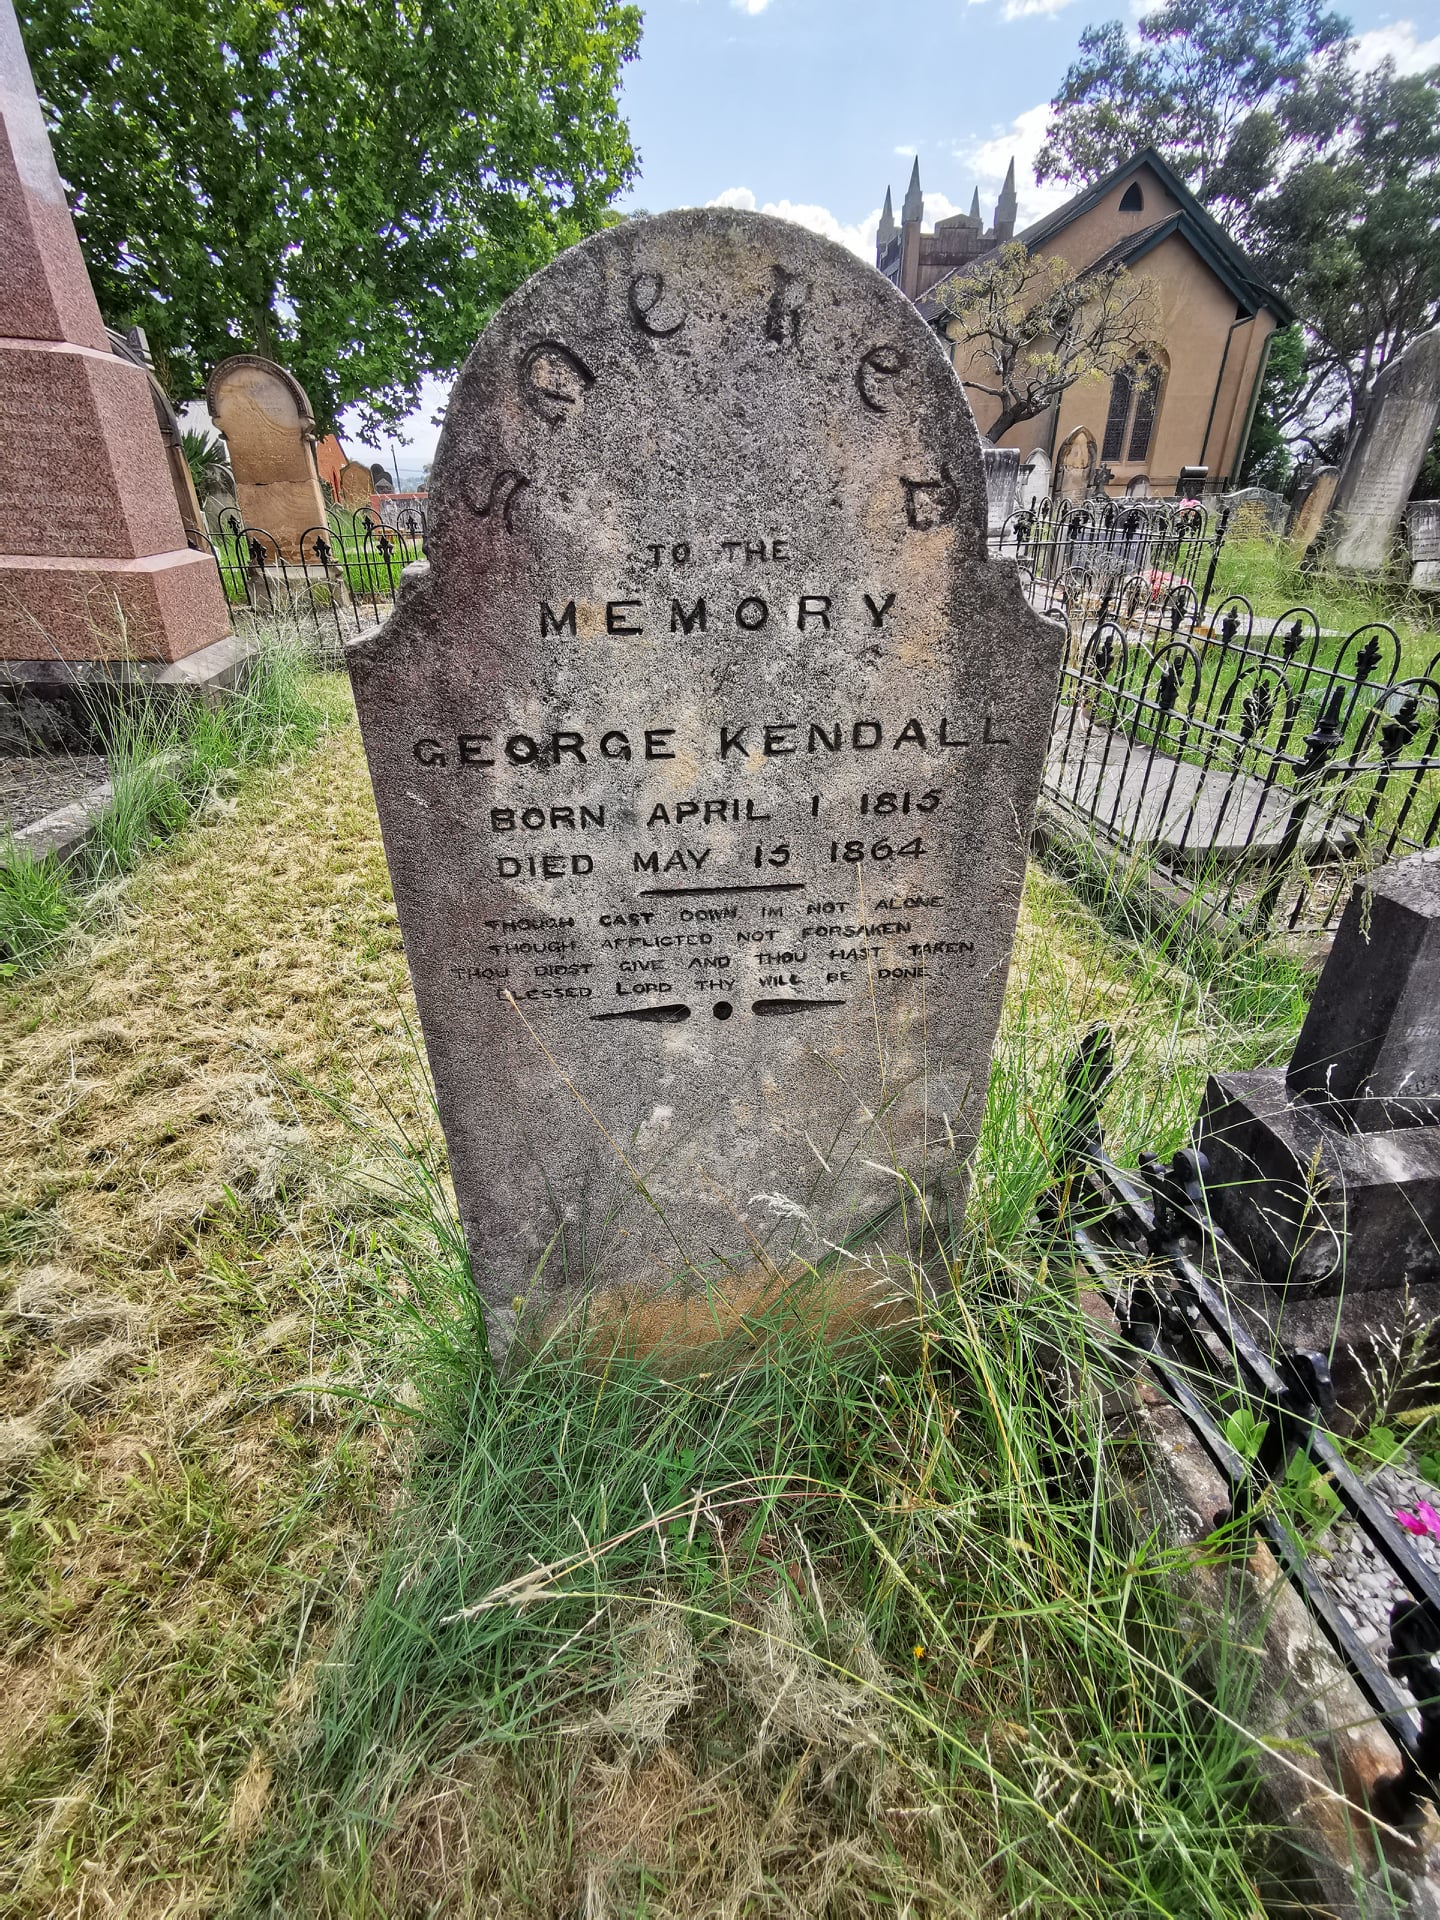 Sacred
TO THE
MEMORY
GEORGE KENDALL
BORN APRIL 1 1815
DIED MAY 15 1864
THOUGH CAST DOWN IM NOT ALONE
THOUGH AFFLICTED NOT FORSAKEN
THOU DIDST GIVE AND THOU HAST TAKEN
BLESSED LORD THY WILL BE DONE